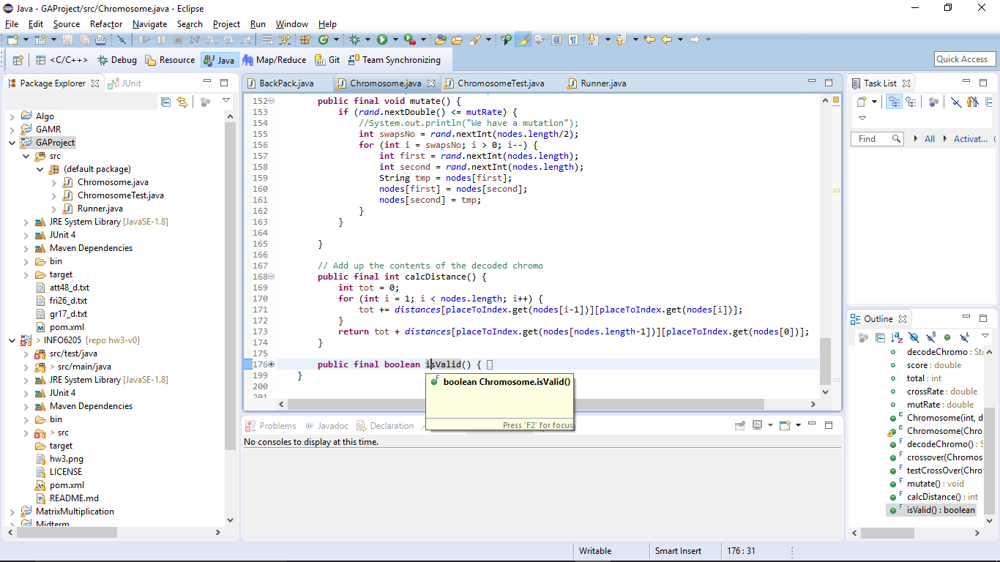 Java - GAProject/src/Chromosome.java - Eclipse
File Edit Source Refactor Navigate Search Project Run Window Help
<C/C++> Debug Resource Java Map/Reduce Git Team Synchronizing
Quick Access
Package Explorer JUnit
Algo
GAMR
GAProject
src
(default package)
Chromosome.java
ChromosomeTest.java
Runner.java
JRE System Library [JavaSE-1.8]
JUnit 4
Maven Dependencies
bin
target
att48_d.txt
fri26_d.txt
gr17_d.txt
pom.xml
> INFO6205 [repo hw3-v0]
src/test/java
> src/main/java
JRE System Library [JavaSE-1.8]
JUnit 4
Maven Dependencies
bin
> src
target
hw3.png
LICENSE
pom.xml
README.md
MatrixMultiplication
Midterm
BackPack.java Chromosome.java ChromosomeTest.java Runner.java
152 public final void mutate() {
153 if (rand.nextDouble() <= mutRate) {
154 //System.out.println("We have a mutation");
155 int swapsNo = rand.nextInt(nodes.length/2);
156 for (int i = swapsNo; i > 0; i--) {
157 int first = rand.nextInt(nodes.length);
158 int second = rand.nextInt(nodes.length);
159 String tmp = nodes[first];
160 nodes[first] = nodes[second];
161 nodes[second] = tmp;
162 }
163 }
164
165 }
166
167 // Add up the contents of the decoded chromo
168 public final int calcDistance() {
169 int tot = 0;
170 for (int i = 1; i < nodes.length; i++) {
171 tot += distances[placeToIndex.get(nodes[i-1])][placeToIndex.get(nodes[i])];
172 }
173 return tot + distances[placeToIndex.get(nodes[nodes.length-1])][placeToIndex.get(nodes[0])];
174 }
175
176 public final boolean isValid() {
199 }
200
201
boolean Chromosome.isValid()
Press 'F2' for focus
Problems @ Javadoc Declaration
No consoles to display at this time.
Task List
Find All Activat...
Outline
decodeChromo : St
score : double
total : int
crossRate : double
mutRate : double
Chromosome(int, d
Chromosome(Chro
decodeChromo() : S
crossover(Chromos
testCrossOver(Chro
mutate() : void
calcDistance() : int
isValid() : boolean
Writable Smart Insert 176 : 31